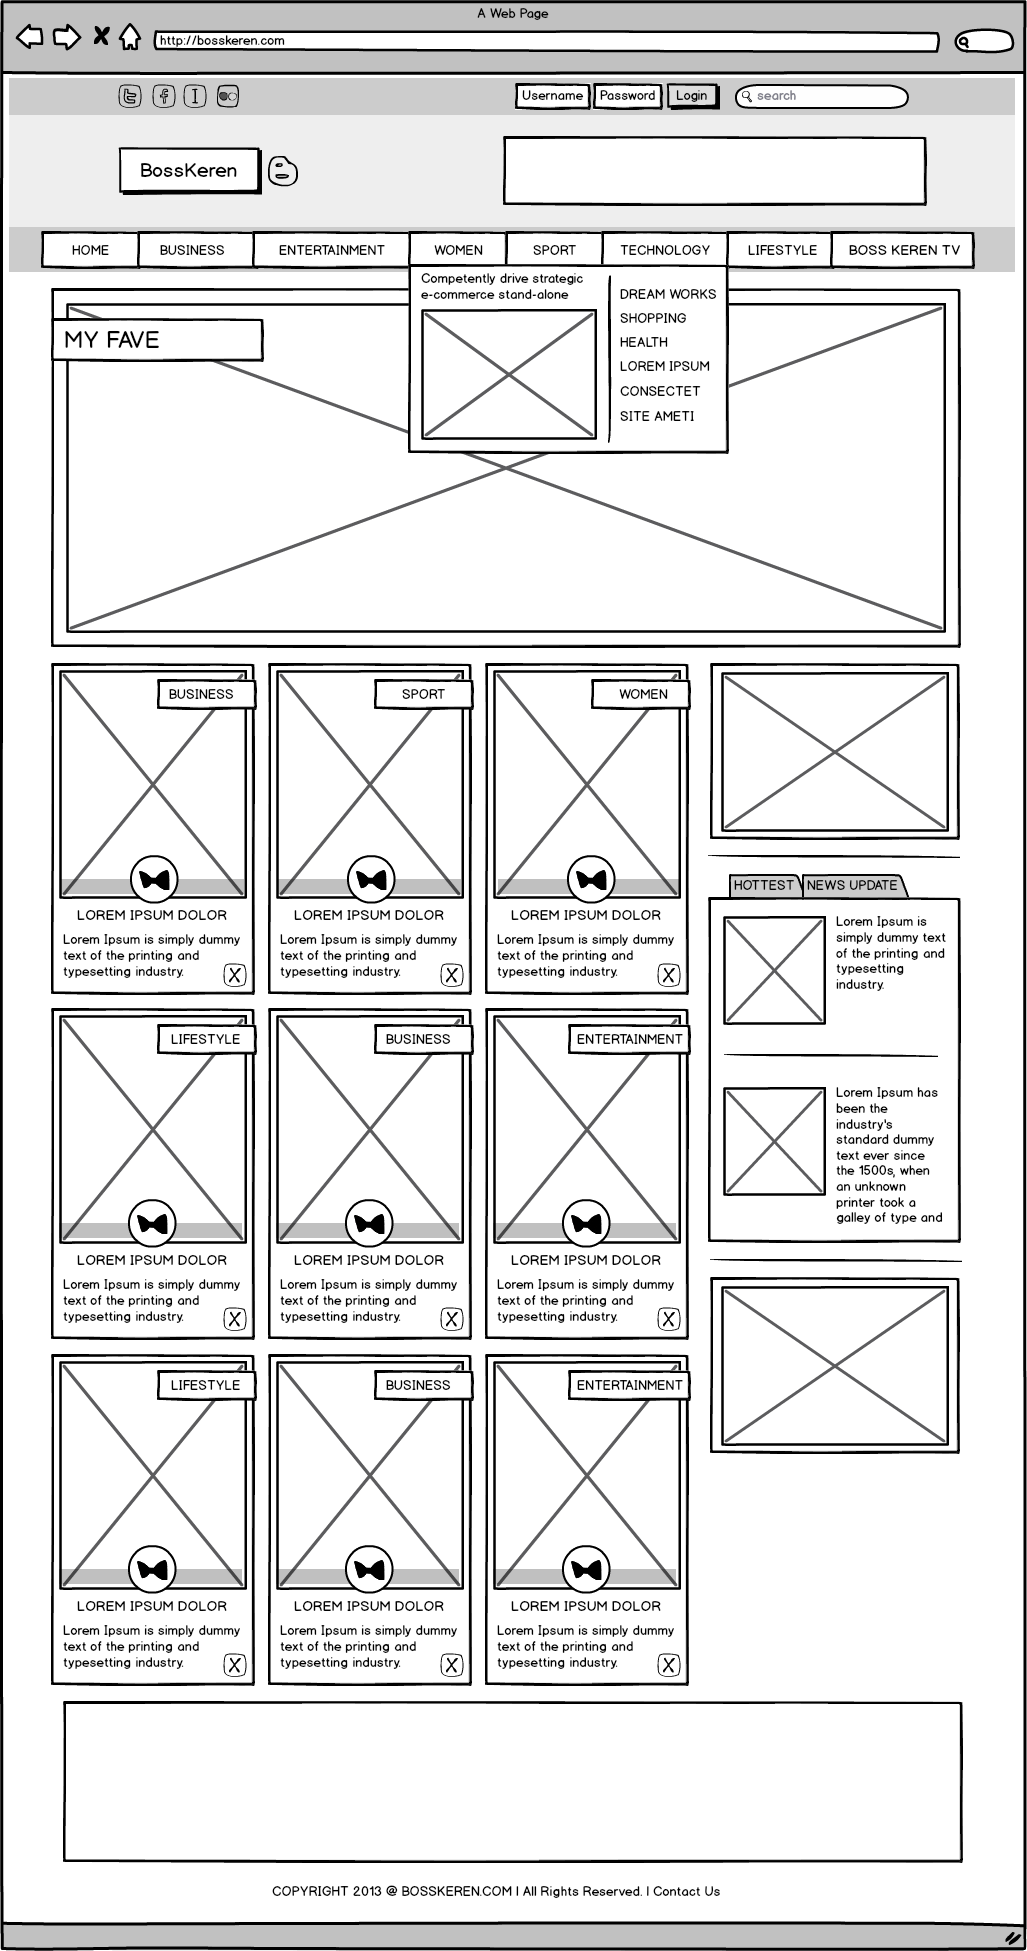 A Web Page
http://bosskeren.com
Username Password Login search
BossKeren
HOME BUSINESS ENTERTAINMENT WOMEN SPORT TECHNOLOGY LIFESTYLE BOSS KEREN TV
Competently drive strategic
e-commerce stand-alone
DREAM WORKS
SHOPPING
HEALTH
LOREM IPSUM
CONSECTET
SITE AMETI
MY FAVE
BUSINESS
LOREM IPSUM DOLOR
Lorem Ipsum is simply dummy
text of the printing and
typesetting industry.
X
SPORT
LOREM IPSUM DOLOR
Lorem Ipsum is simply dummy
text of the printing and
typesetting industry.
X
WOMEN
LOREM IPSUM DOLOR
Lorem Ipsum is simply dummy
text of the printing and
typesetting industry.
X
LIFESTYLE
LOREM IPSUM DOLOR
Lorem Ipsum is simply dummy
text of the printing and
typesetting industry.
X
BUSINESS
LOREM IPSUM DOLOR
Lorem Ipsum is simply dummy
text of the printing and
typesetting industry.
X
ENTERTAINMENT
LOREM IPSUM DOLOR
Lorem Ipsum is simply dummy
text of the printing and
typesetting industry.
X
LIFESTYLE
LOREM IPSUM DOLOR
Lorem Ipsum is simply dummy
text of the printing and
typesetting industry.
X
BUSINESS
LOREM IPSUM DOLOR
Lorem Ipsum is simply dummy
text of the printing and
typesetting industry.
X
ENTERTAINMENT
LOREM IPSUM DOLOR
Lorem Ipsum is simply dummy
text of the printing and
typesetting industry.
X
HOTTEST NEWS UPDATE
Lorem Ipsum is
simply dummy text
of the printing and
typesetting
industry.
Lorem Ipsum has
been the
industry's
standard dummy
text ever since
the 1500s, when
an unknown
printer took a
galley of type and
COPYRIGHT 2013 @ BOSSKEREN.COM | All Rights Reserved. | Contact Us